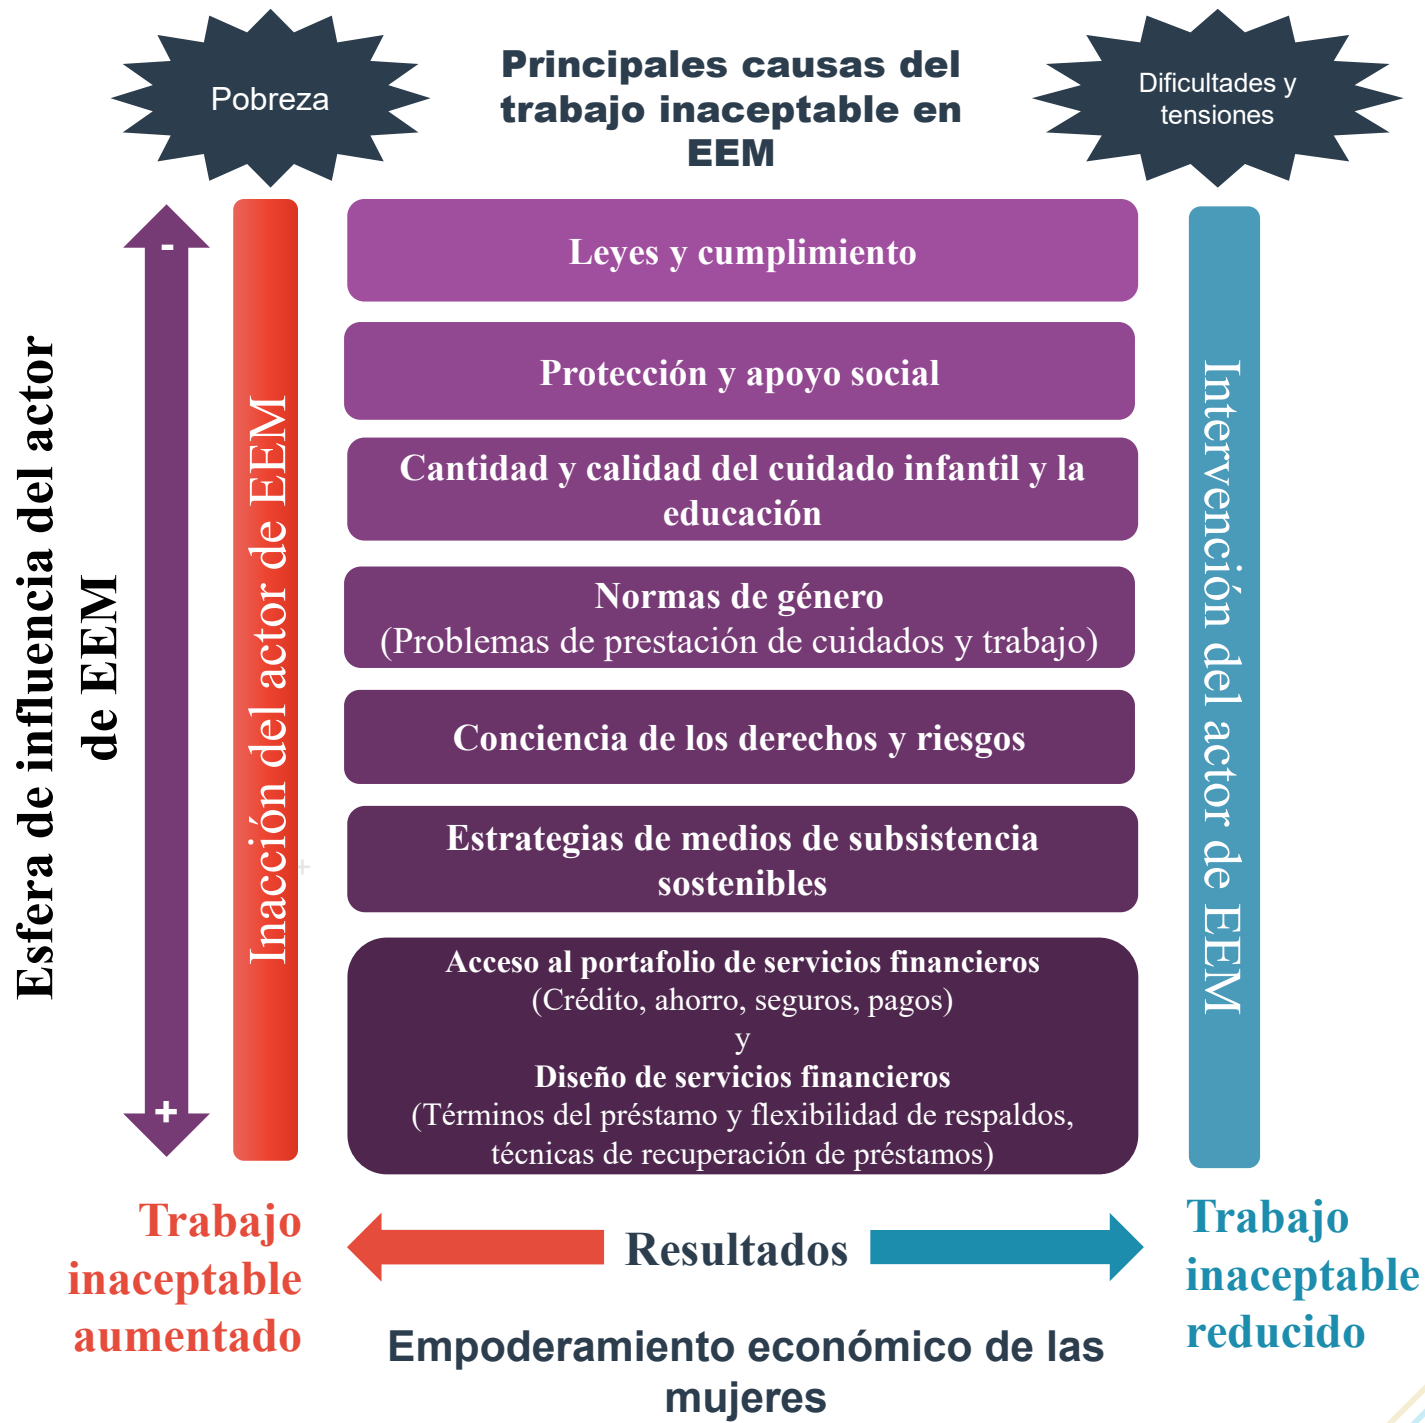 Pobreza
Principales causas del
trabajo inaceptable en
EEM
Dificultades y
tensiones
Esfera de influencia del actor
de EEM
-
+
Inacción del actor de EEM
+
Leyes y cumplimiento
Protección y apoyo social
Cantidad y calidad del cuidado infantil y la
educación
Normas de género
(Problemas de prestación de cuidados y trabajo)
Conciencia de los derechos y riesgos
Estrategias de medios de subsistencia
sostenibles
Acceso al portafolio de servicios financieros
(Crédito, ahorro, seguros, pagos)
y
Diseño de servicios financieros
(Términos del préstamo y flexibilidad de respaldos,
técnicas de recuperación de préstamos)
Intervención del actor de EEM
Trabajo
inaceptable
aumentado
Resultados
Trabajo
inaceptable
reducido
Empoderamiento económico de las
mujeres